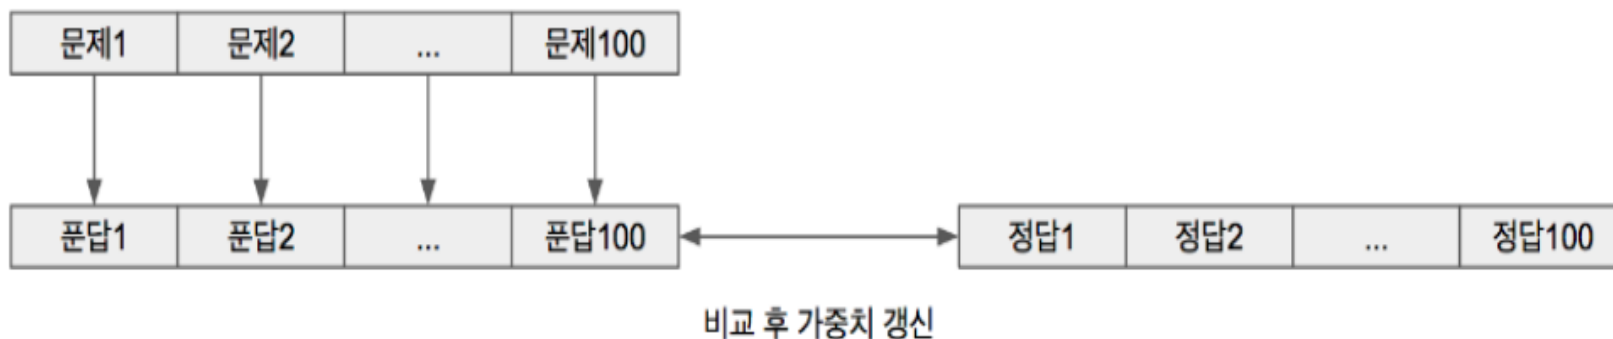 문제1 문제2 ... 문제100
푼답1 푼답2 ... 푼답100 정답1 정답2 ... 정답100
비교 후 가중치 갱신